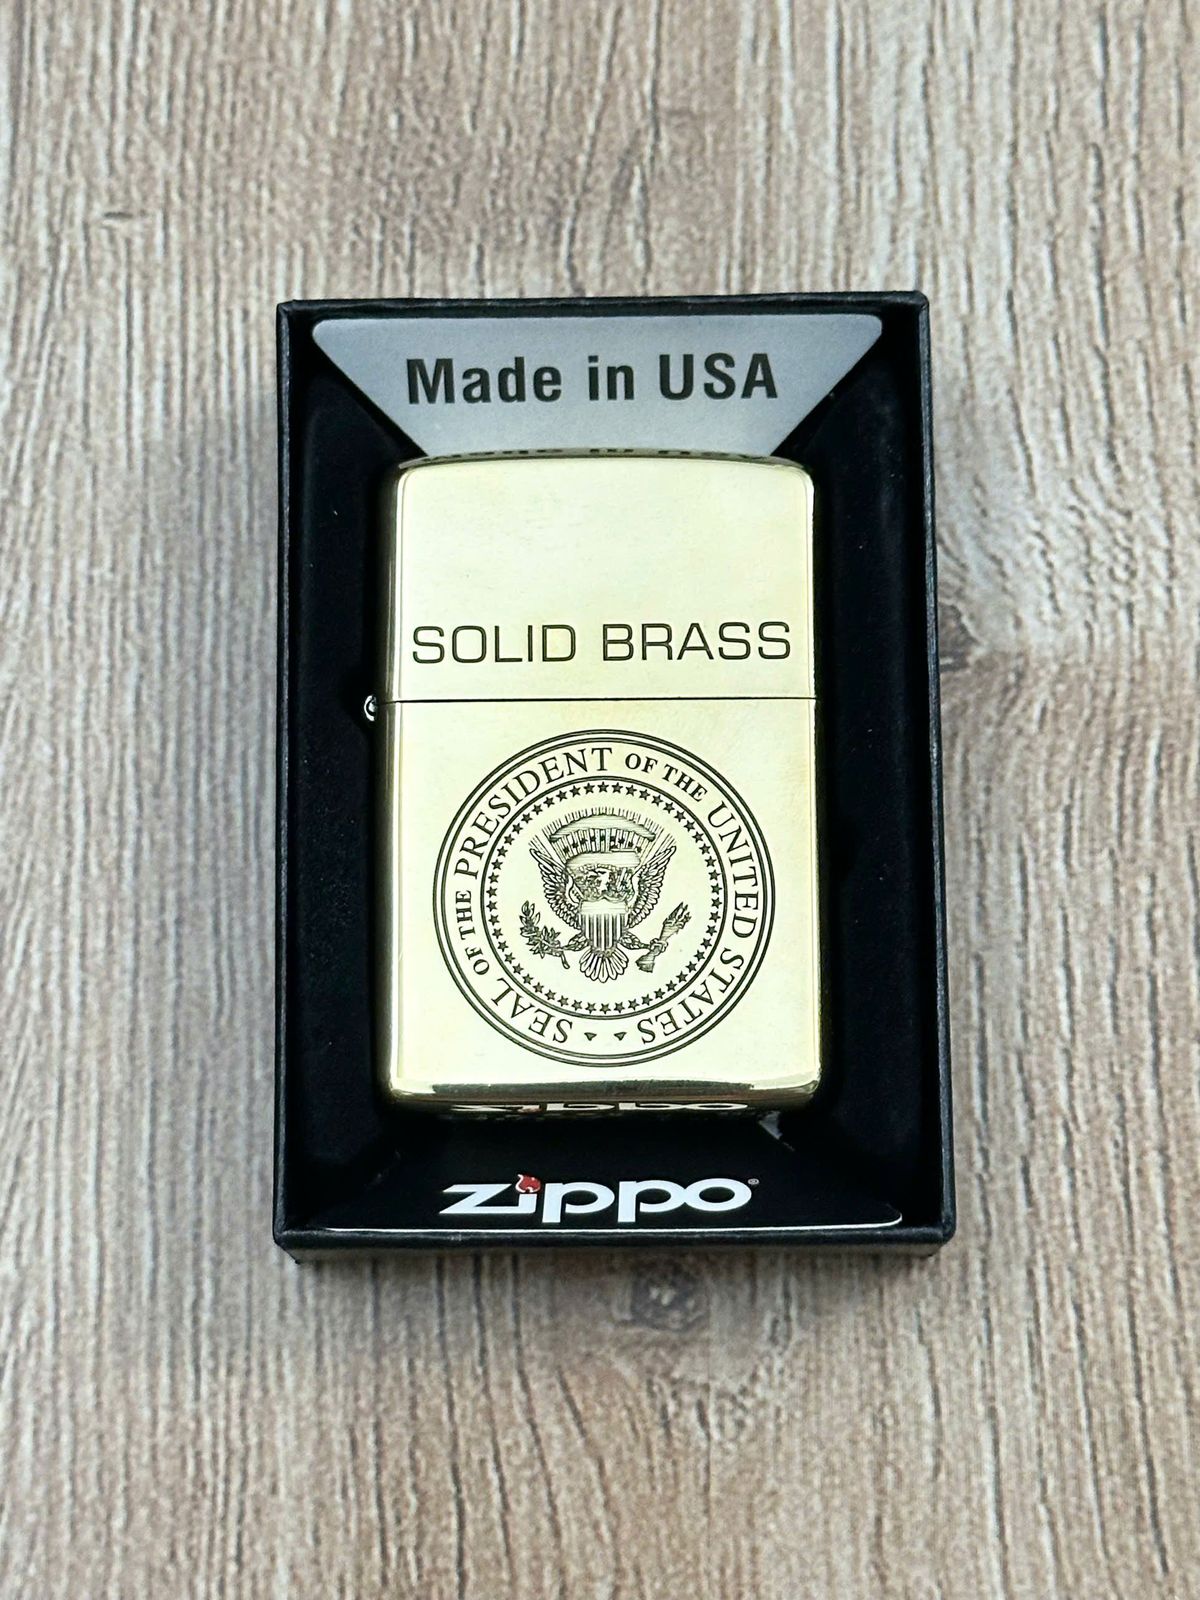 Made in USA
SOLID BRASS
SEAL OF THE PRESIDENT OF THE UNITED STATES
zippo®